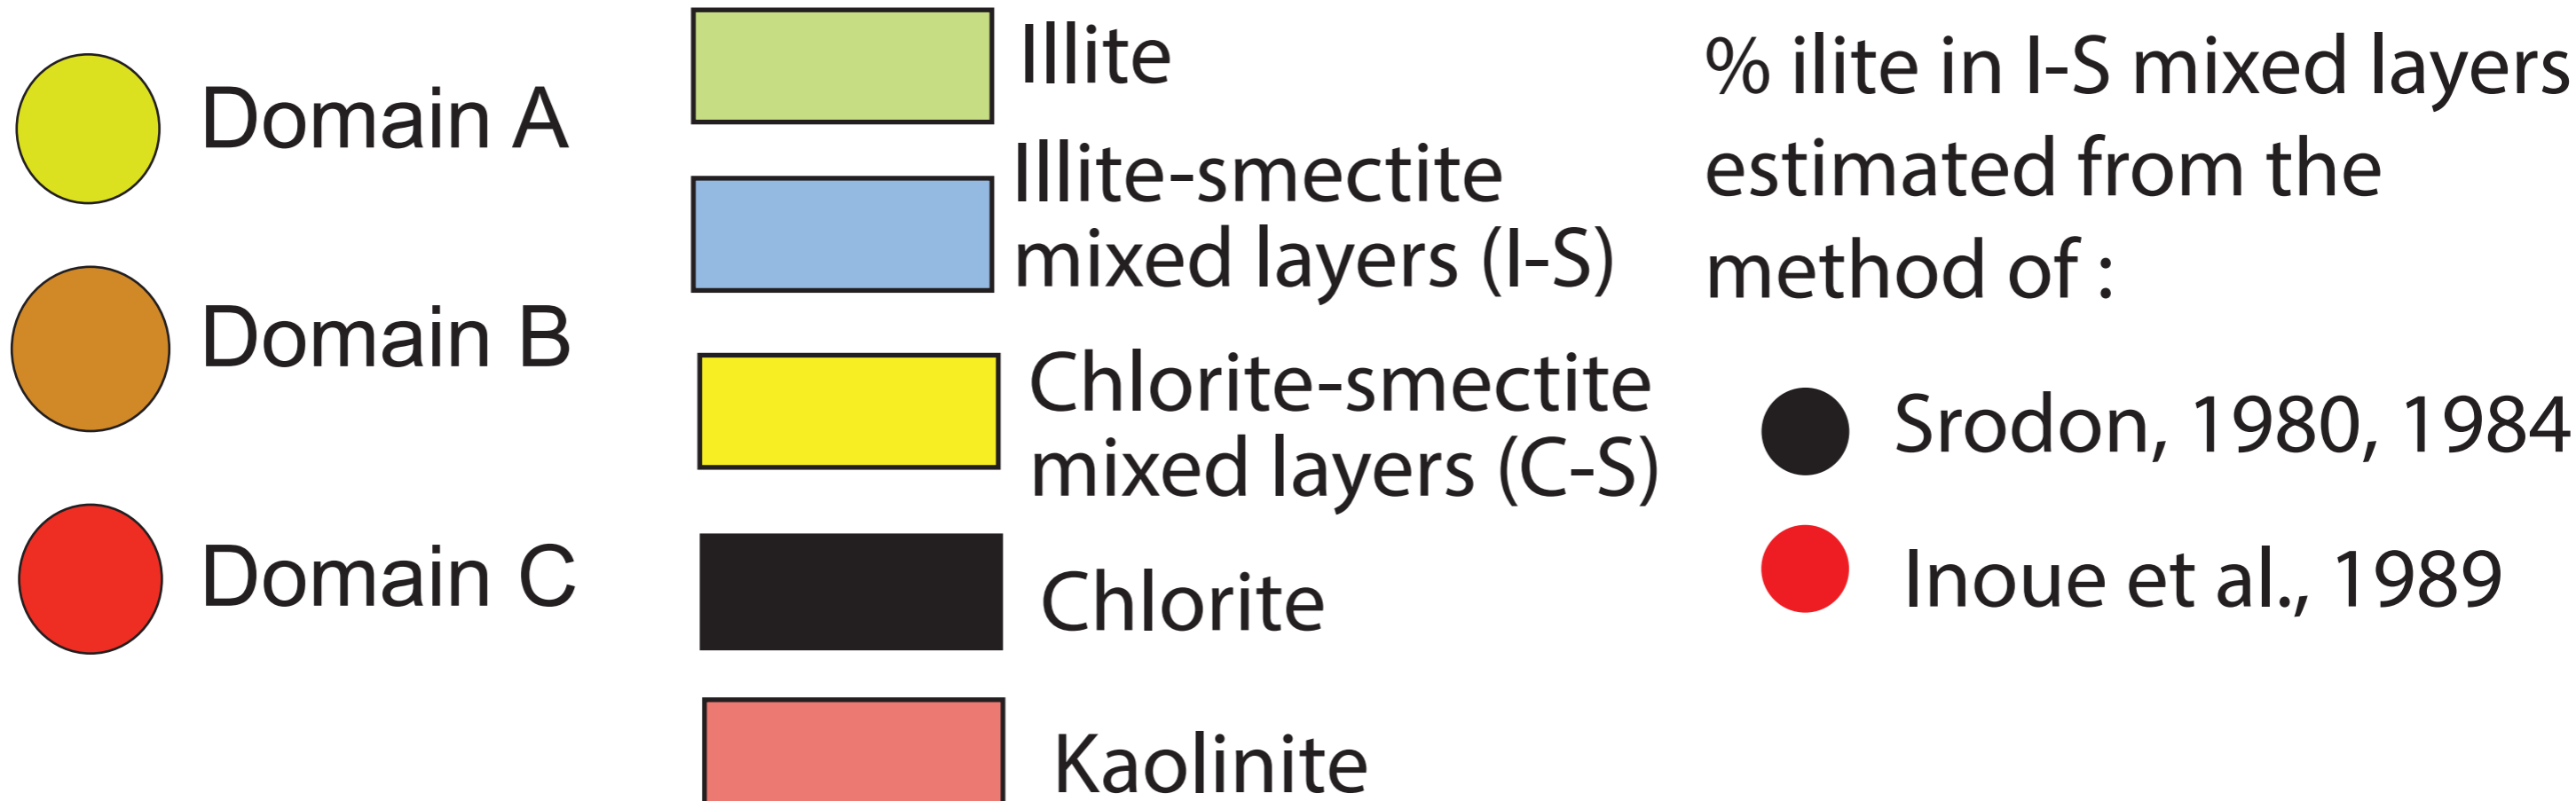 Domain A
Domain B
Domain C
Illite
Illite-smectite
mixed layers (I-S)
Chlorite-smectite
mixed layers (C-S)
Chlorite
Kaolinite
% ilite in I-S mixed layers
estimated from the
method of :
Srodon, 1980, 1984
Inoue et al., 1989